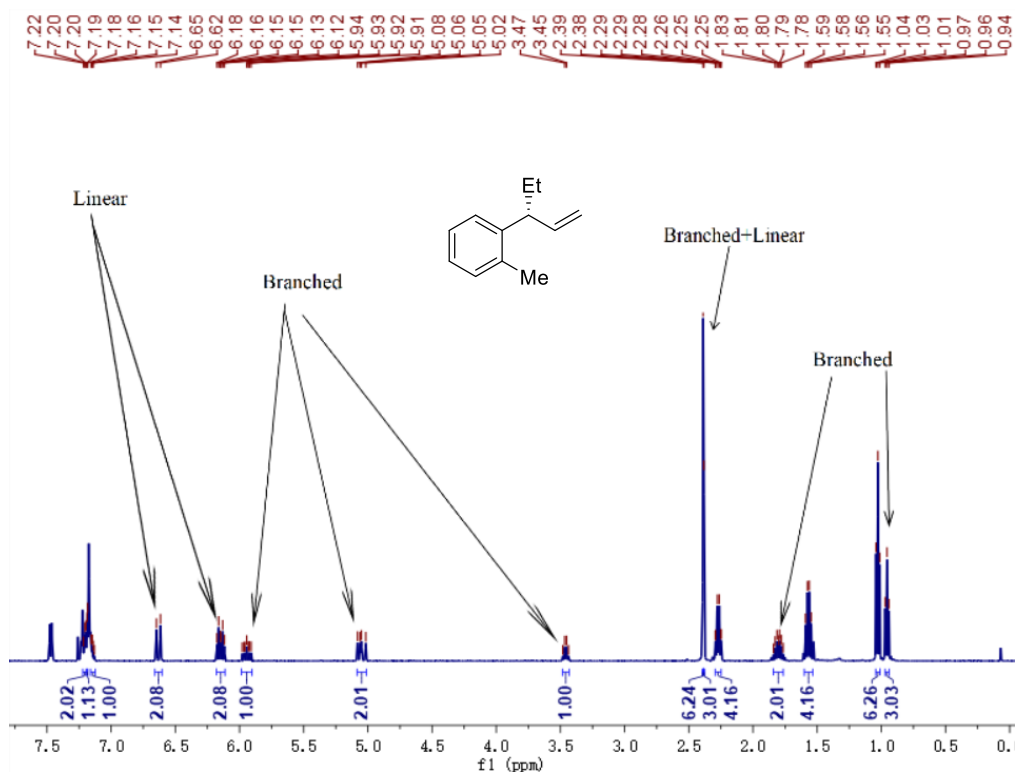 7.22 7.20 7.20 7.19 7.18 7.16 7.15 7.14 6.65 6.62 6.18 6.16 6.15 6.15 6.13 6.12 5.94 5.93 5.92 5.91 5.08 5.06 5.05 5.02 3.47 3.45 2.39 2.38 2.29 2.29 2.28 2.26 2.25 2.25 1.83 1.81 1.80 1.79 1.78 1.59 1.58 1.56 1.55 1.04 1.03 1.01 0.97 0.96 0.94
Et
Linear
Branched+Linear
Me
Branched
Branched
2.02 1.13 1.00 2.08 2.08 1.00 2.01 1.00 6.24 3.01 4.16 2.01 4.16 6.26 3.03
7.5 7.0 6.5 6.0 5.5 5.0 4.5 4.0 3.5 3.0 2.5 2.0 1.5 1.0 0.5 0.
f1 (ppm)